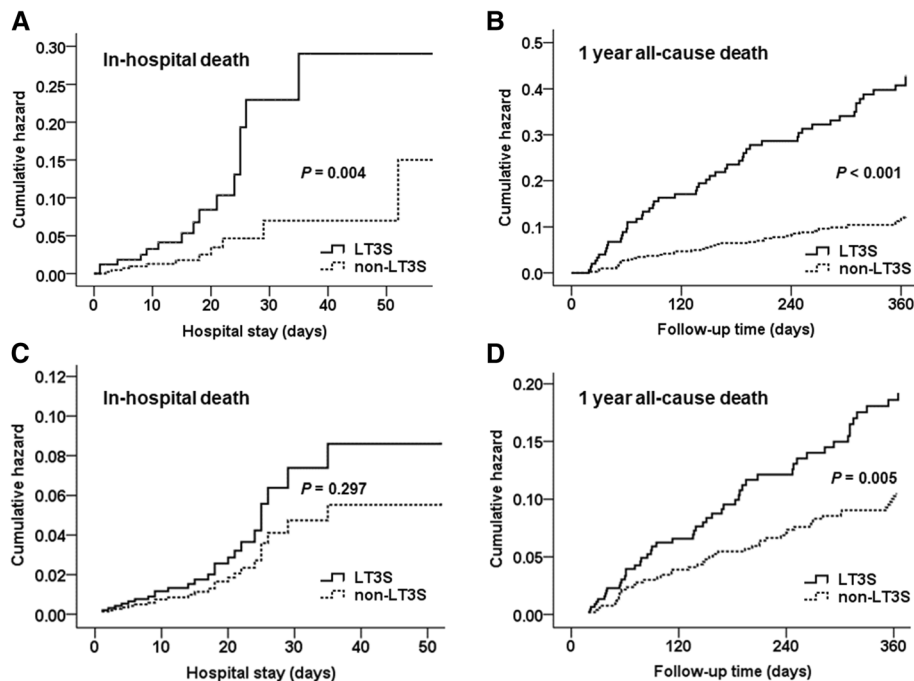 A
In-hospital death
Cumulative hazard
0.30
0.25
0.20
0.15
0.10
0.05
0.00
P = 0.004
LT3S
non-LT3S
0 10 20 30 40 50
Hospital stay (days)
B
1 year all-cause death
Cumulative hazard
0.5
0.4
0.3
0.2
0.1
0.0
P < 0.001
LT3S
non-LT3S
0 120 240 360
Follow-up time (days)
C
In-hospital death
Cumulative hazard
0.12
0.10
0.08
0.06
0.04
0.02
0.00
P = 0.297
LT3S
non-LT3S
0 10 20 30 40 50
Hospital stay (days)
D
1 year all-cause death
Cumulative hazard
0.20
0.15
0.10
0.05
0.00
P = 0.005
LT3S
non-LT3S
0 120 240 360
Follow-up time (days)